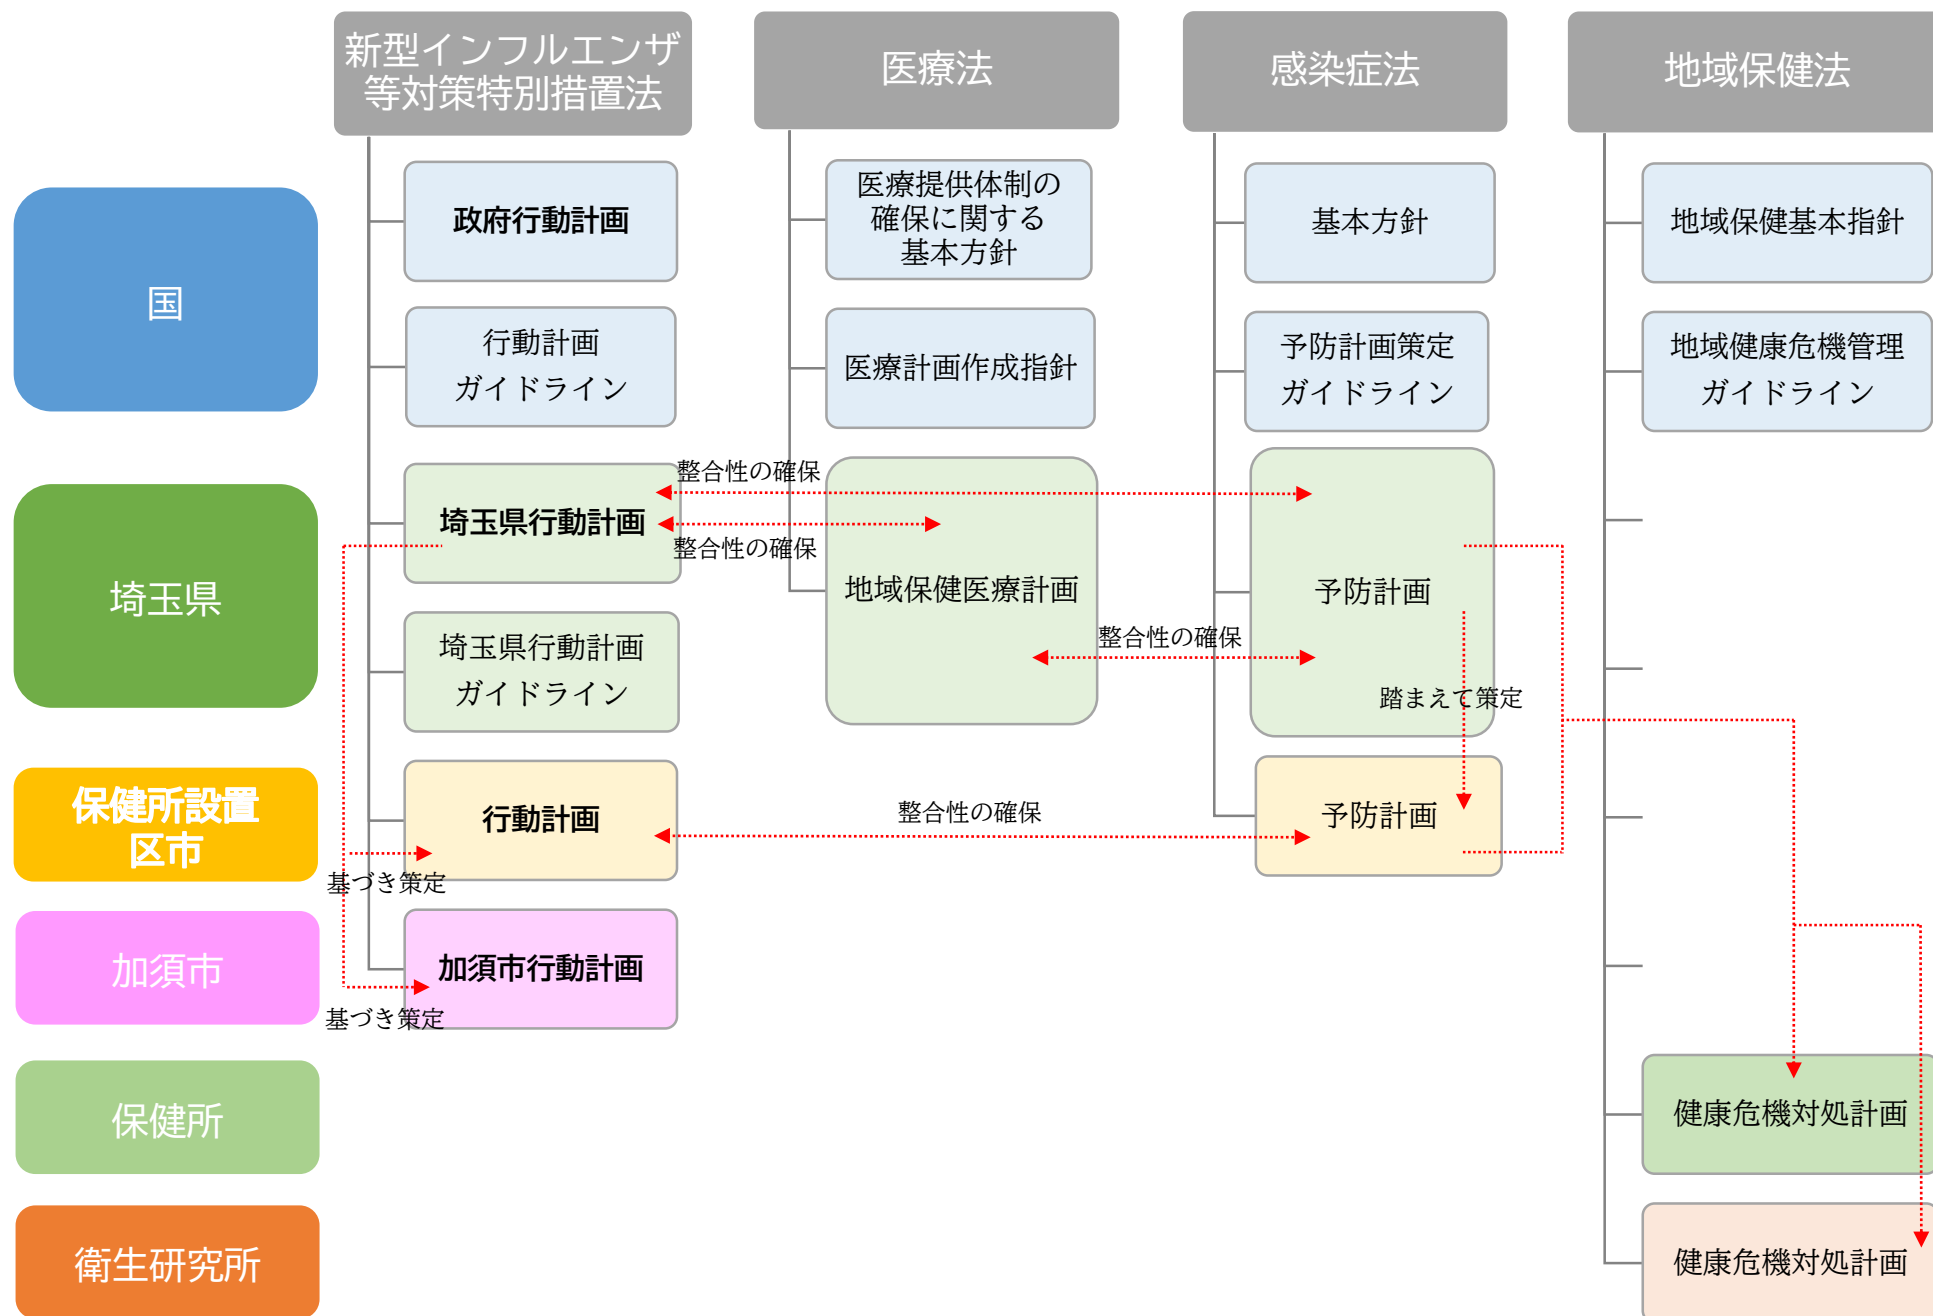 新型インフルエンザ
等対策特別措置法
医療法
感染症法
地域保健法
国
政府行動計画
医療提供体制の
確保に関する
基本方針
基本方針
地域保健基本指針
行動計画
ガイドライン
医療計画作成指針
予防計画策定
ガイドライン
地域健康危機管理
ガイドライン
埼玉県
埼玉県行動計画
整合性の確保
整合性の確保
地域保健医療計画
予防計画
整合性の確保
埼玉県行動計画
ガイドライン
踏まえて策定
保健所設置
区市
行動計画
整合性の確保
予防計画
基づき策定
加須市
加須市行動計画
基づき策定
保健所
健康危機対処計画
衛生研究所
健康危機対処計画